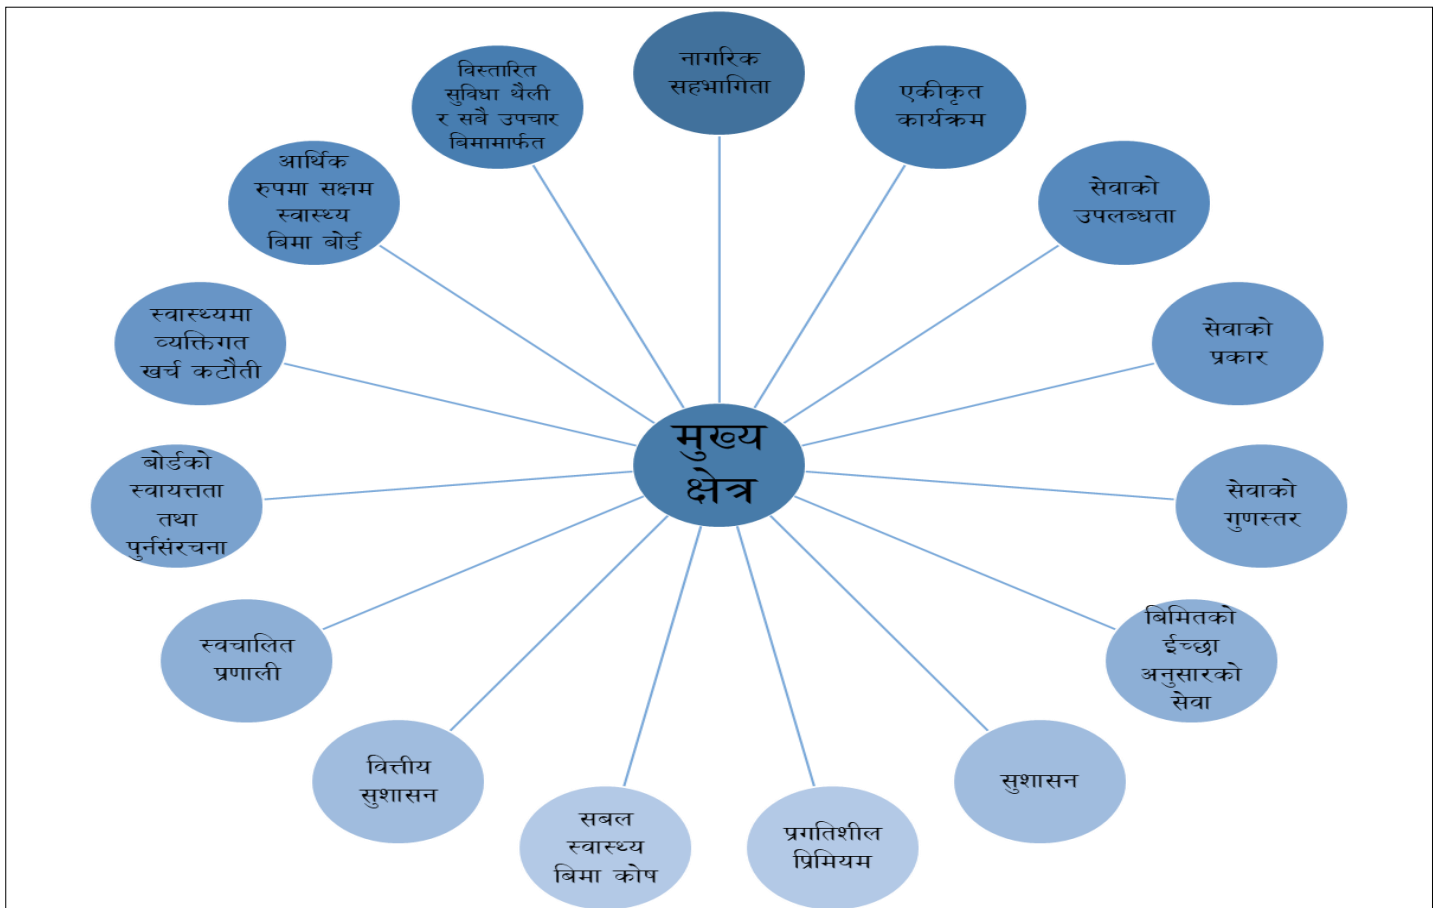 मुख्य
क्षेत्र
नागरिक
सहभागिता
एकीकृत
कार्यक्रम
सेवाको
उपलब्धता
सेवाको
प्रकार
सेवाको
गुणस्तर
बिमितको
ईच्छा
अनुसारको
सेवा
सुशासन
प्रगतिशील
प्रिमियम
सबल
स्वास्थ्य
बिमा कोष
वित्तीय
सुशासन
स्वचालित
प्रणाली
बोर्डको
स्वायत्तता
तथा
पुर्नसंरचना
स्वास्थ्यमा
व्यक्तिगत
खर्च कटौती
आर्थिक
रुपमा सक्षम
स्वास्थ्य
बिमा बोर्ड
विस्तारित
सुविधा थैली
र सबै उपचार
बिमामार्फत